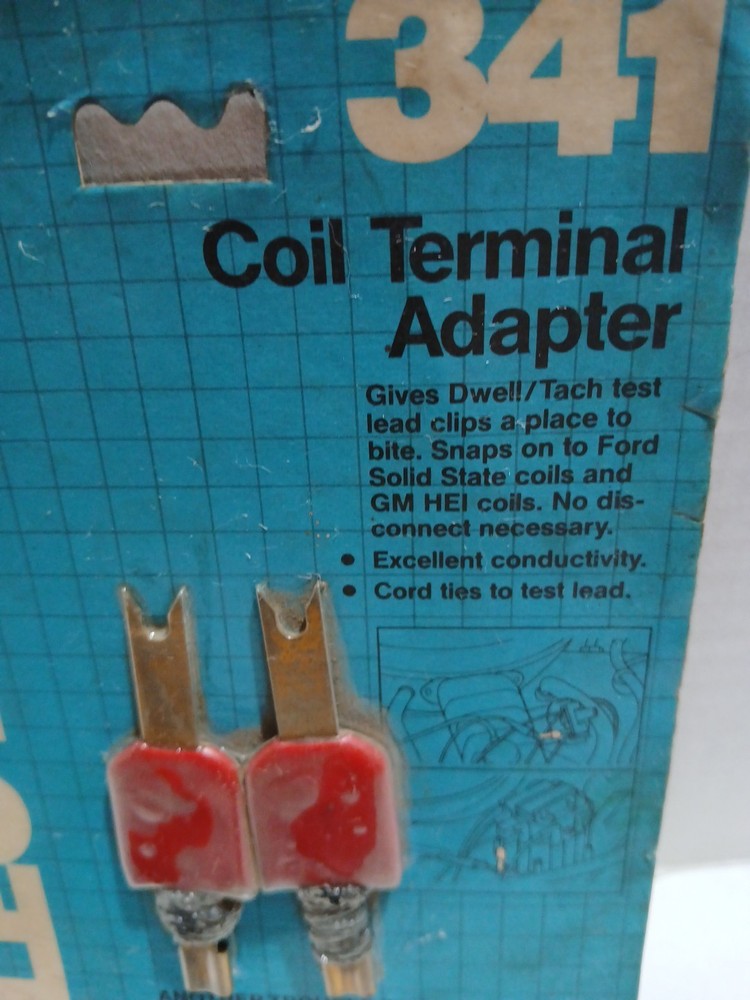 341
Coil Terminal
Adapter
Gives Dwell/Tach test
lead clips a place to
bite. Snaps on to Ford
Solid State coils and
GM HEI coils. No dis-
connect necessary.
• Excellent conductivity.
• Cord ties to test lead.